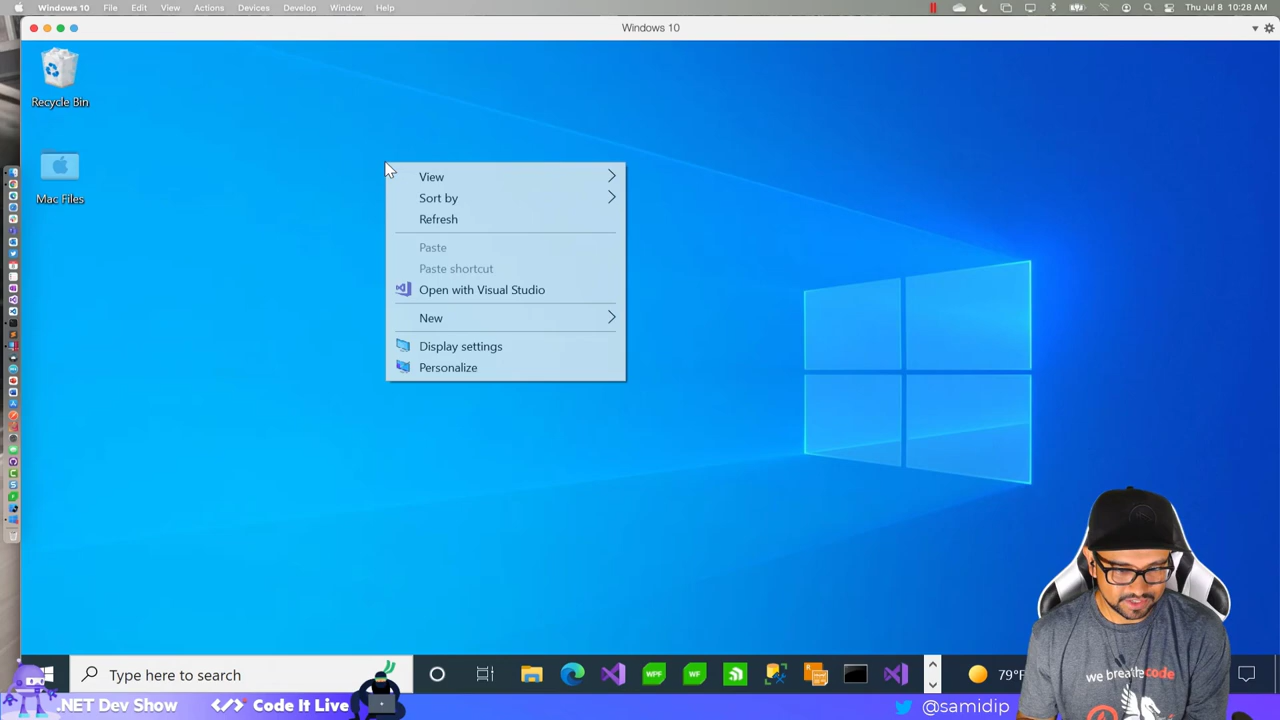 Windows 10 File Edit View Actions Devices Develop Window Help Thu Jul 8 10:28 AM
Windows 10
Recycle Bin
Mac Files
View
Sort by
Refresh
Paste
Paste shortcut
Open with Visual Studio
New
Display settings
Personalize
we breathe code
Type here to search
WPF
WF
79°F
.NET Dev Show
</> Code It Live
@samidip